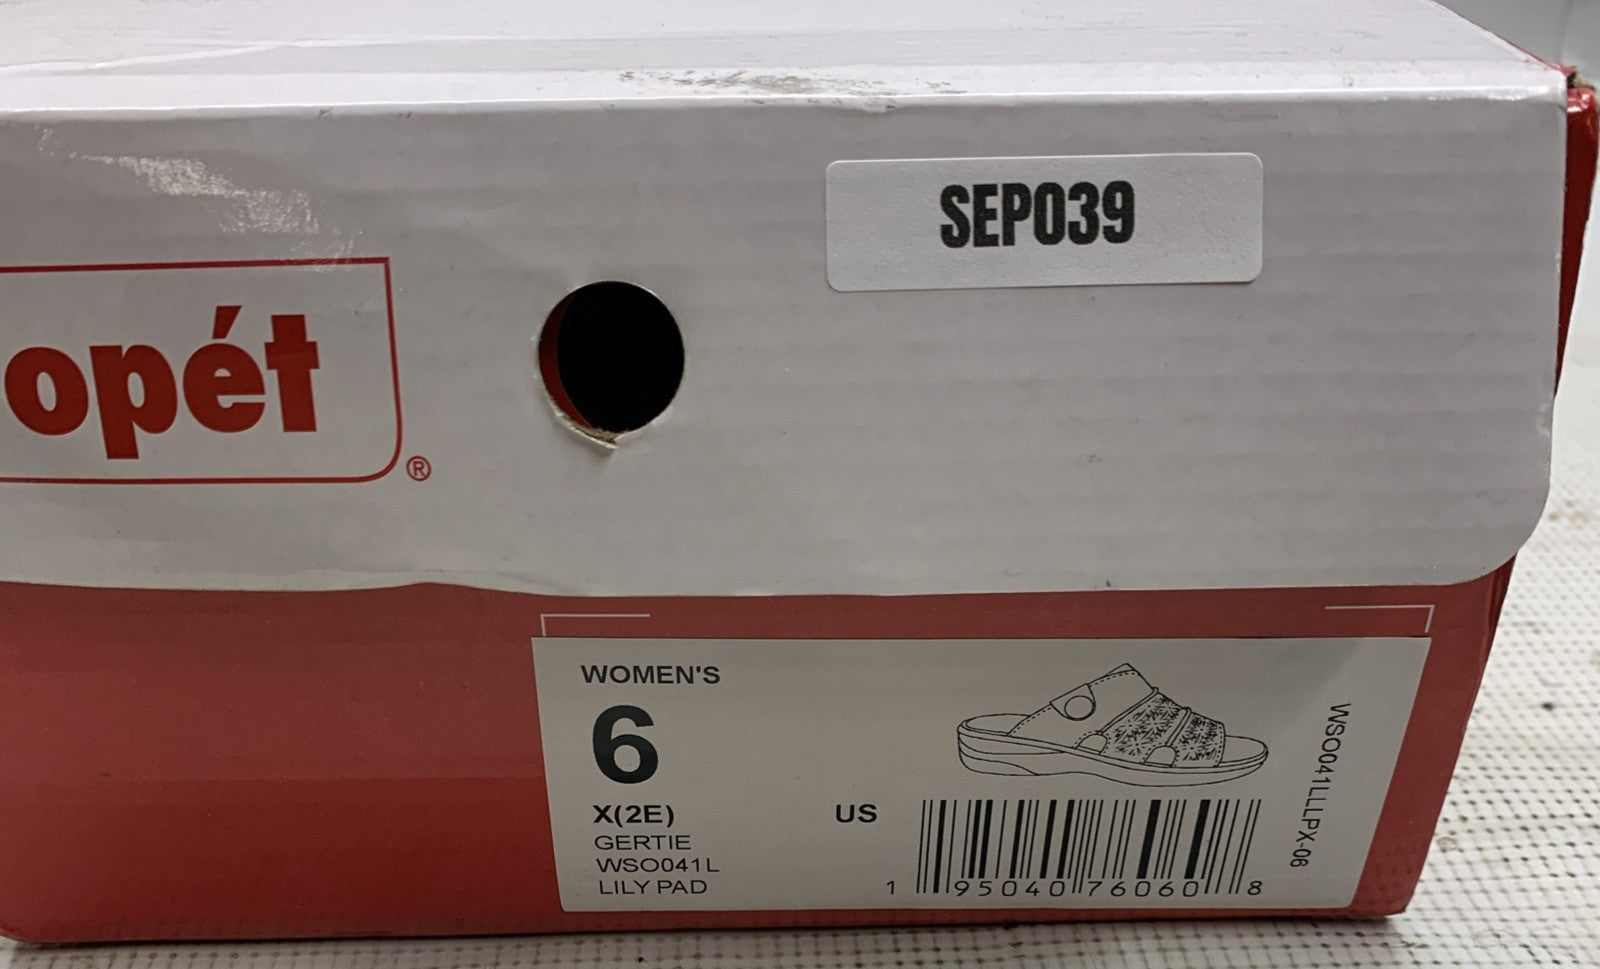 SEP039
opét
®
WOMEN'S
6
X(2E)
US
GERTIE
WSO041L
LILY PAD
1 95040 76060 8
WSO041LLLPX-06